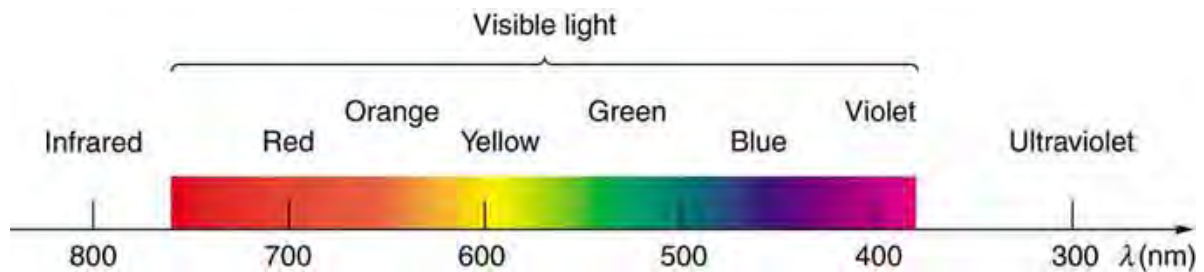 Visible light
Orange Green Violet
Infrared Red Yellow Blue Ultraviolet
800 700 600 500 400 300 λ (nm)